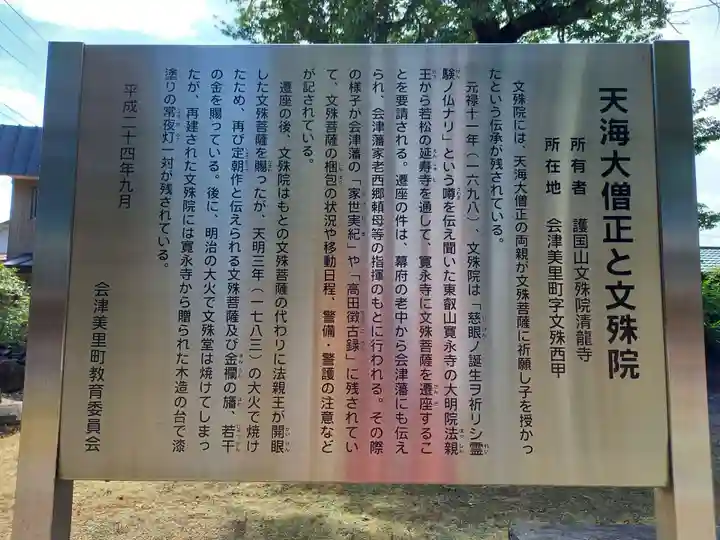 天海大僧正と文殊院
所有者　護国山文殊院清龍寺
所在地　会津美里町字文殊西甲
文殊院には、天海大僧正の両親が文殊菩薩に祈願し子を授かっ
たという伝承が残されている。
元禄十一年（一六九八）、文殊院は「慈眼ノ誕生ヲ祈リシ霊
験ノ仏ナリ」という噂を伝え聞いた東叡山寛永寺の大明院法親
王から若松の延寿寺を通して、寛永寺に文殊菩薩を遷座するこ
とを要請される。遷座の件は、幕府の老中から会津藩にも伝え
られ、会津藩家老西郷頼母等の指揮のもとに行われる。その際
の様子か会津藩の「家世実紀」や「高田徴古録」に残されてい
て、文殊菩薩の梱包の状況や移動日程、警備・警護の注意など
が記されている。
遷座の後、文殊院はもとの文殊菩薩の代わりに法親王が開眼
した文殊菩薩を賜ったが、天明三年（一七八三）の大火で焼け
たため、再び定朝作と伝えられる文殊菩薩及び金襴の旛、若干
の金を賜っている。後に、明治の大火で文殊堂は焼けてしまっ
たが、再建された文殊院には寛永寺から贈られた木造の台で漆
塗りの常夜灯一対が残されている。
平成二十四年九月
会津美里町教育委員会